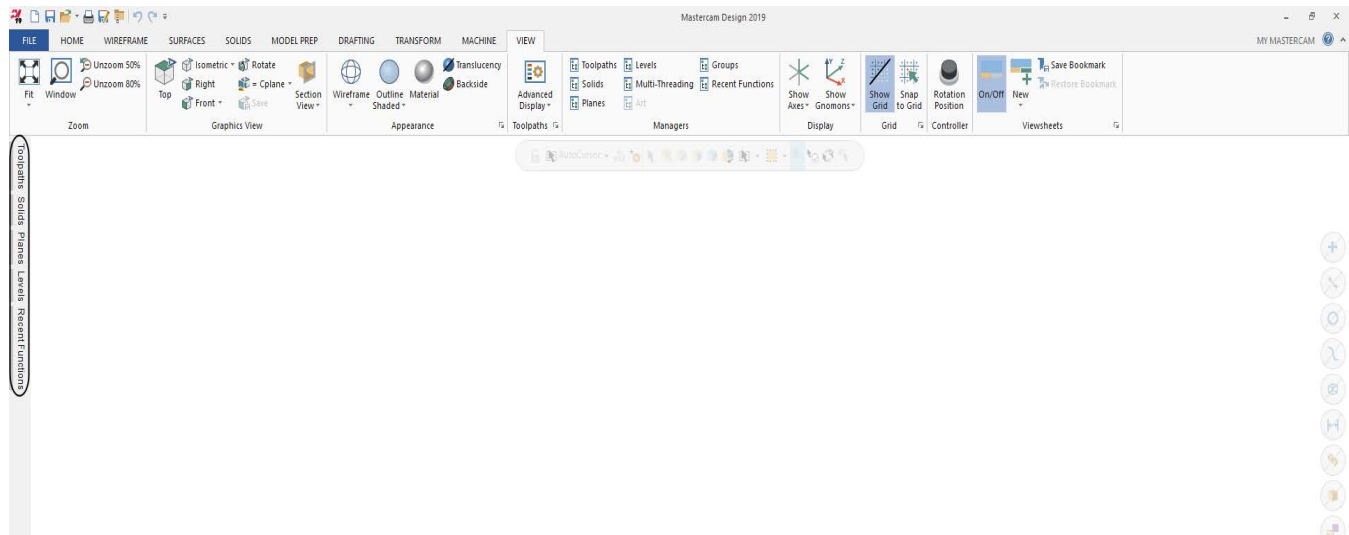 Mastercam Design 2019
FILE HOME WIREFRAME SURFACES SOLIDS MODEL PREP DRAFTING TRANSFORM MACHINE VIEW MY MASTERCAM
Fit
Window
Unzoom 50%
Unzoom 80%
Zoom
Top
Isometric
Right
Front
Rotate
= Cplane
Save
Section View
Graphics View
Wireframe
Outline Shaded
Material
Translucency
Backside
Appearance
Advanced Display
Toolpaths
Toolpaths
Solids
Planes
Levels
Multi-Threading
Art
Groups
Recent Functions
Managers
Show Axes
Show Gnomons
Display
Show Grid
Snap to Grid
Grid
Rotation Position
Controller
On/Off
New
Save Bookmark
Restore Bookmark
Viewsheets
AutoCursor
Toolpaths
Solids
Planes
Levels
Recent Functions